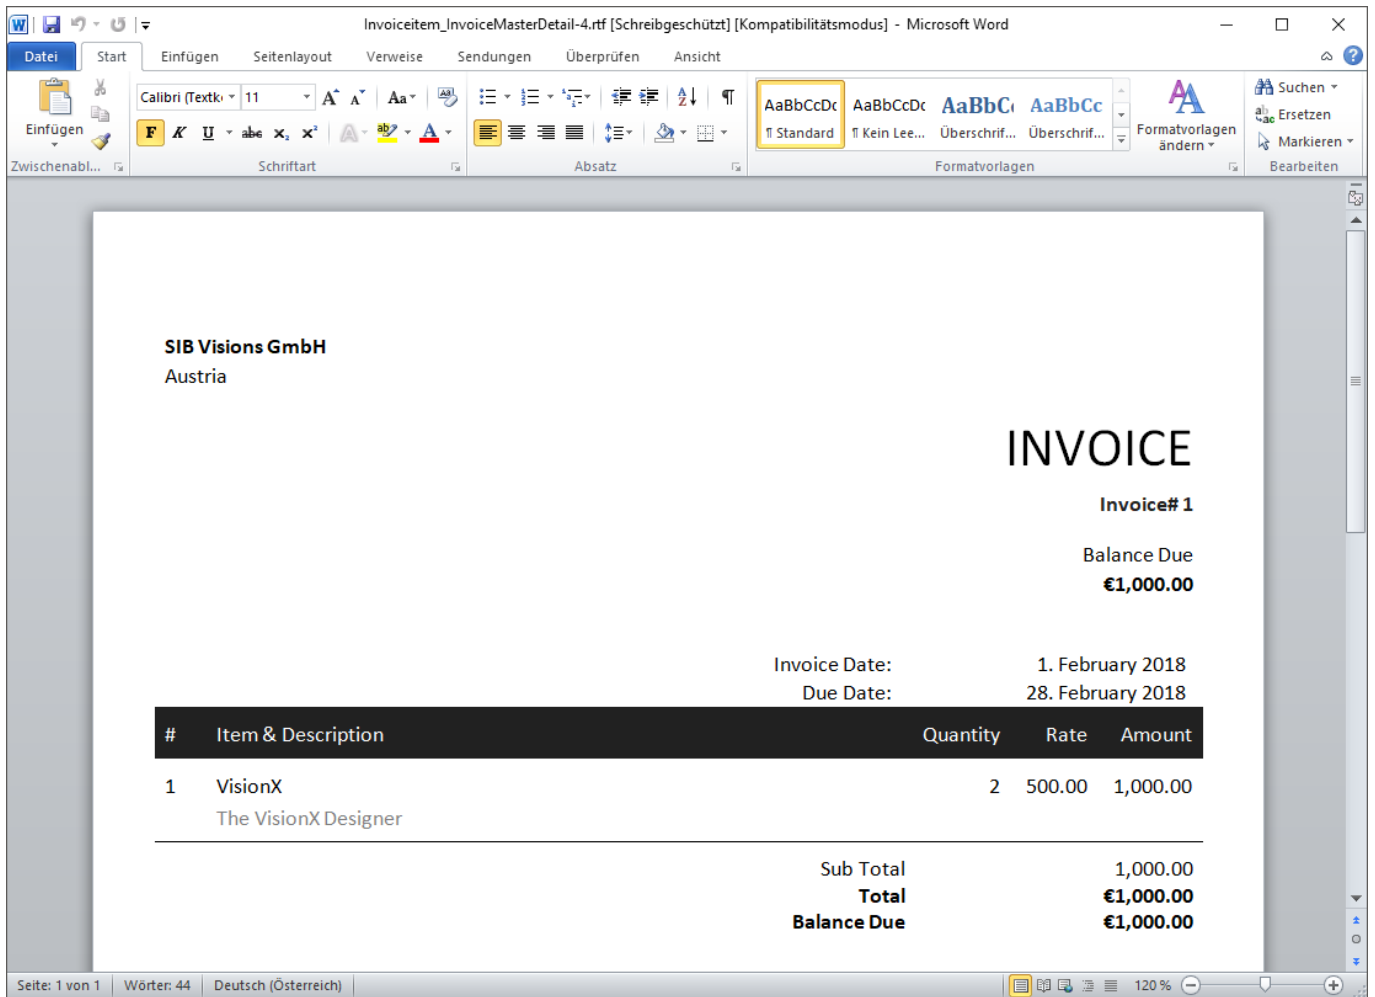 Invoiceitem_InvoiceMasterDetail-4.rtf [Schreibgeschützt] [Kompatibilitätsmodus] - Microsoft Word
Datei Start Einfügen Seitenlayout Verweise Sendungen Überprüfen Ansicht
Calibri (Textk 11
Einfügen
AaBbCcDc AaBbCcDc AaBbC AaBbCc
¶ Standard ¶ Kein Lee... Überschrif... Überschrif...
Formatvorlagen ändern
Suchen
Ersetzen
Markieren
Zwischenabl... Schriftart Absatz Formatvorlagen Bearbeiten
SIB Visions GmbH
Austria
INVOICE
Invoice# 1
Balance Due
€1,000.00
Invoice Date: 1. February 2018
Due Date: 28. February 2018
# Item & Description Quantity Rate Amount
1 VisionX 2 500.00 1,000.00
The VisionX Designer
Sub Total 1,000.00
Total €1,000.00
Balance Due €1,000.00
Seite: 1 von 1 Wörter: 44 Deutsch (Österreich) 120 %